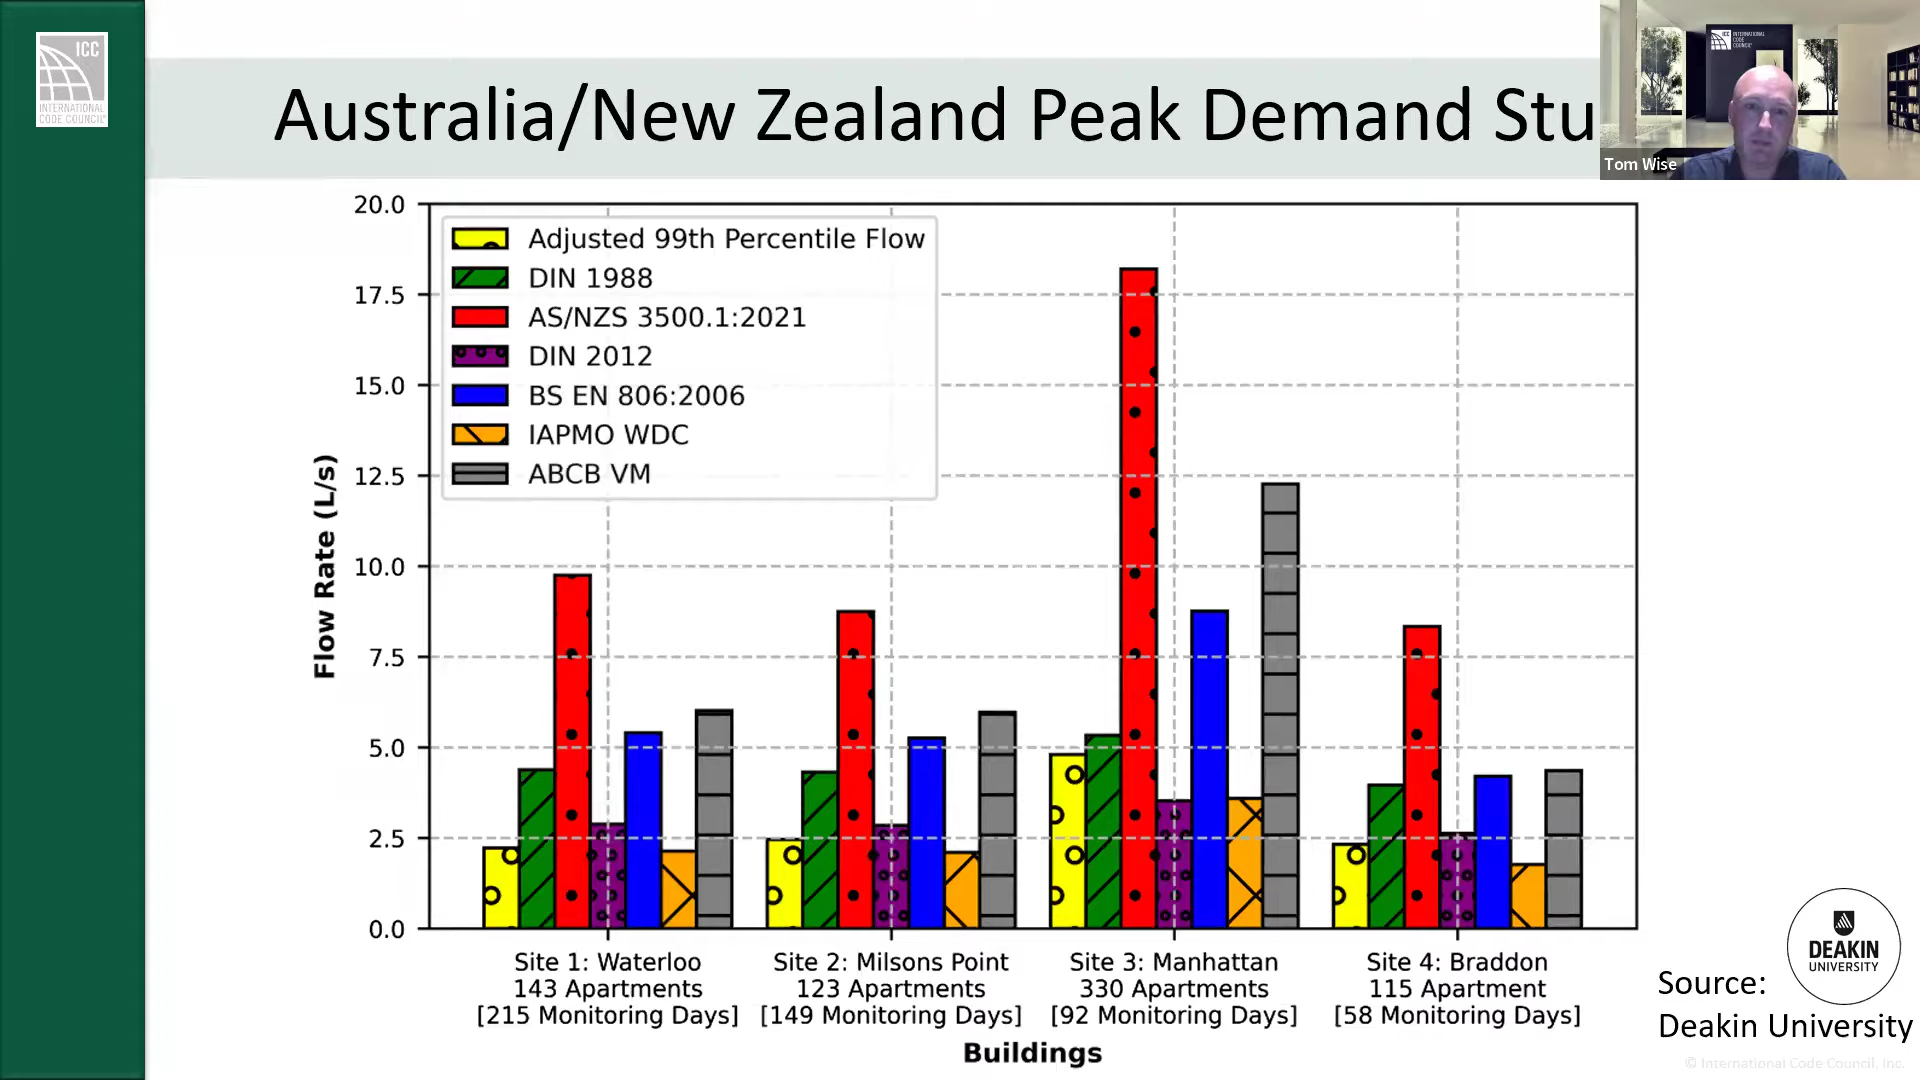 ICC
INTERNATIONAL
CODE COUNCIL
Australia/New Zealand Peak Demand Stu
INTERNATIONAL
CODE
COUNCIL
Tom Wise
Adjusted 99th Percentile Flow
DIN 1988
AS/NZS 3500.1:2021
DIN 2012
BS EN 806:2006
IAPMO WDC
ABCB VM
20.0
17.5
15.0
12.5
10.0
7.5
5.0
2.5
0.0
Flow Rate (L/s)
Site 1: Waterloo
143 Apartments
[215 Monitoring Days]
Site 2: Milsons Point
123 Apartments
[149 Monitoring Days]
Site 3: Manhattan
330 Apartments
[92 Monitoring Days]
Site 4: Braddon
115 Apartment
[58 Monitoring Days]
Buildings
DEAKIN
UNIVERSITY
Source:
Deakin University
© International Code Council, Inc.